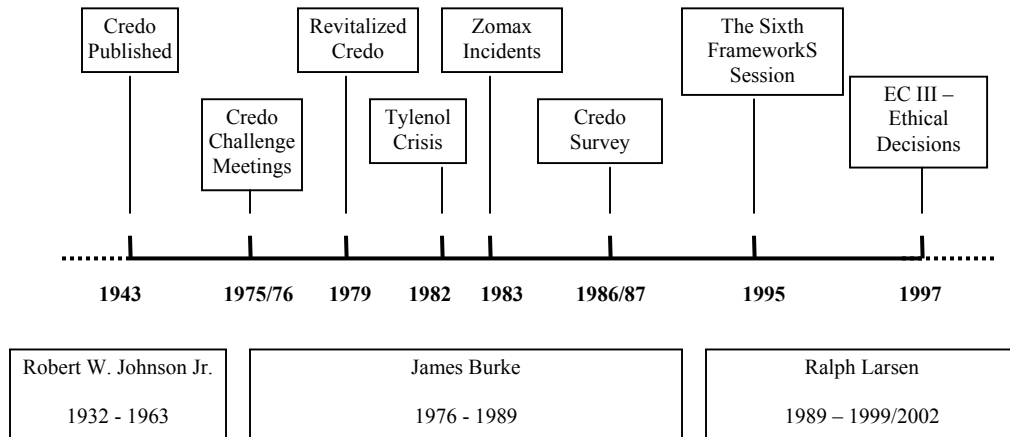 Credo
Published
Revitalized
Credo
Zomax
Incidents
The Sixth
FrameworkS
Session
Credo
Challenge
Meetings
Tylenol
Crisis
Credo
Survey
EC III –
Ethical
Decisions
1943
1975/76
1979
1982
1983
1986/87
1995
1997
Robert W. Johnson Jr.
1932 - 1963
James Burke
1976 - 1989
Ralph Larsen
1989 – 1999/2002